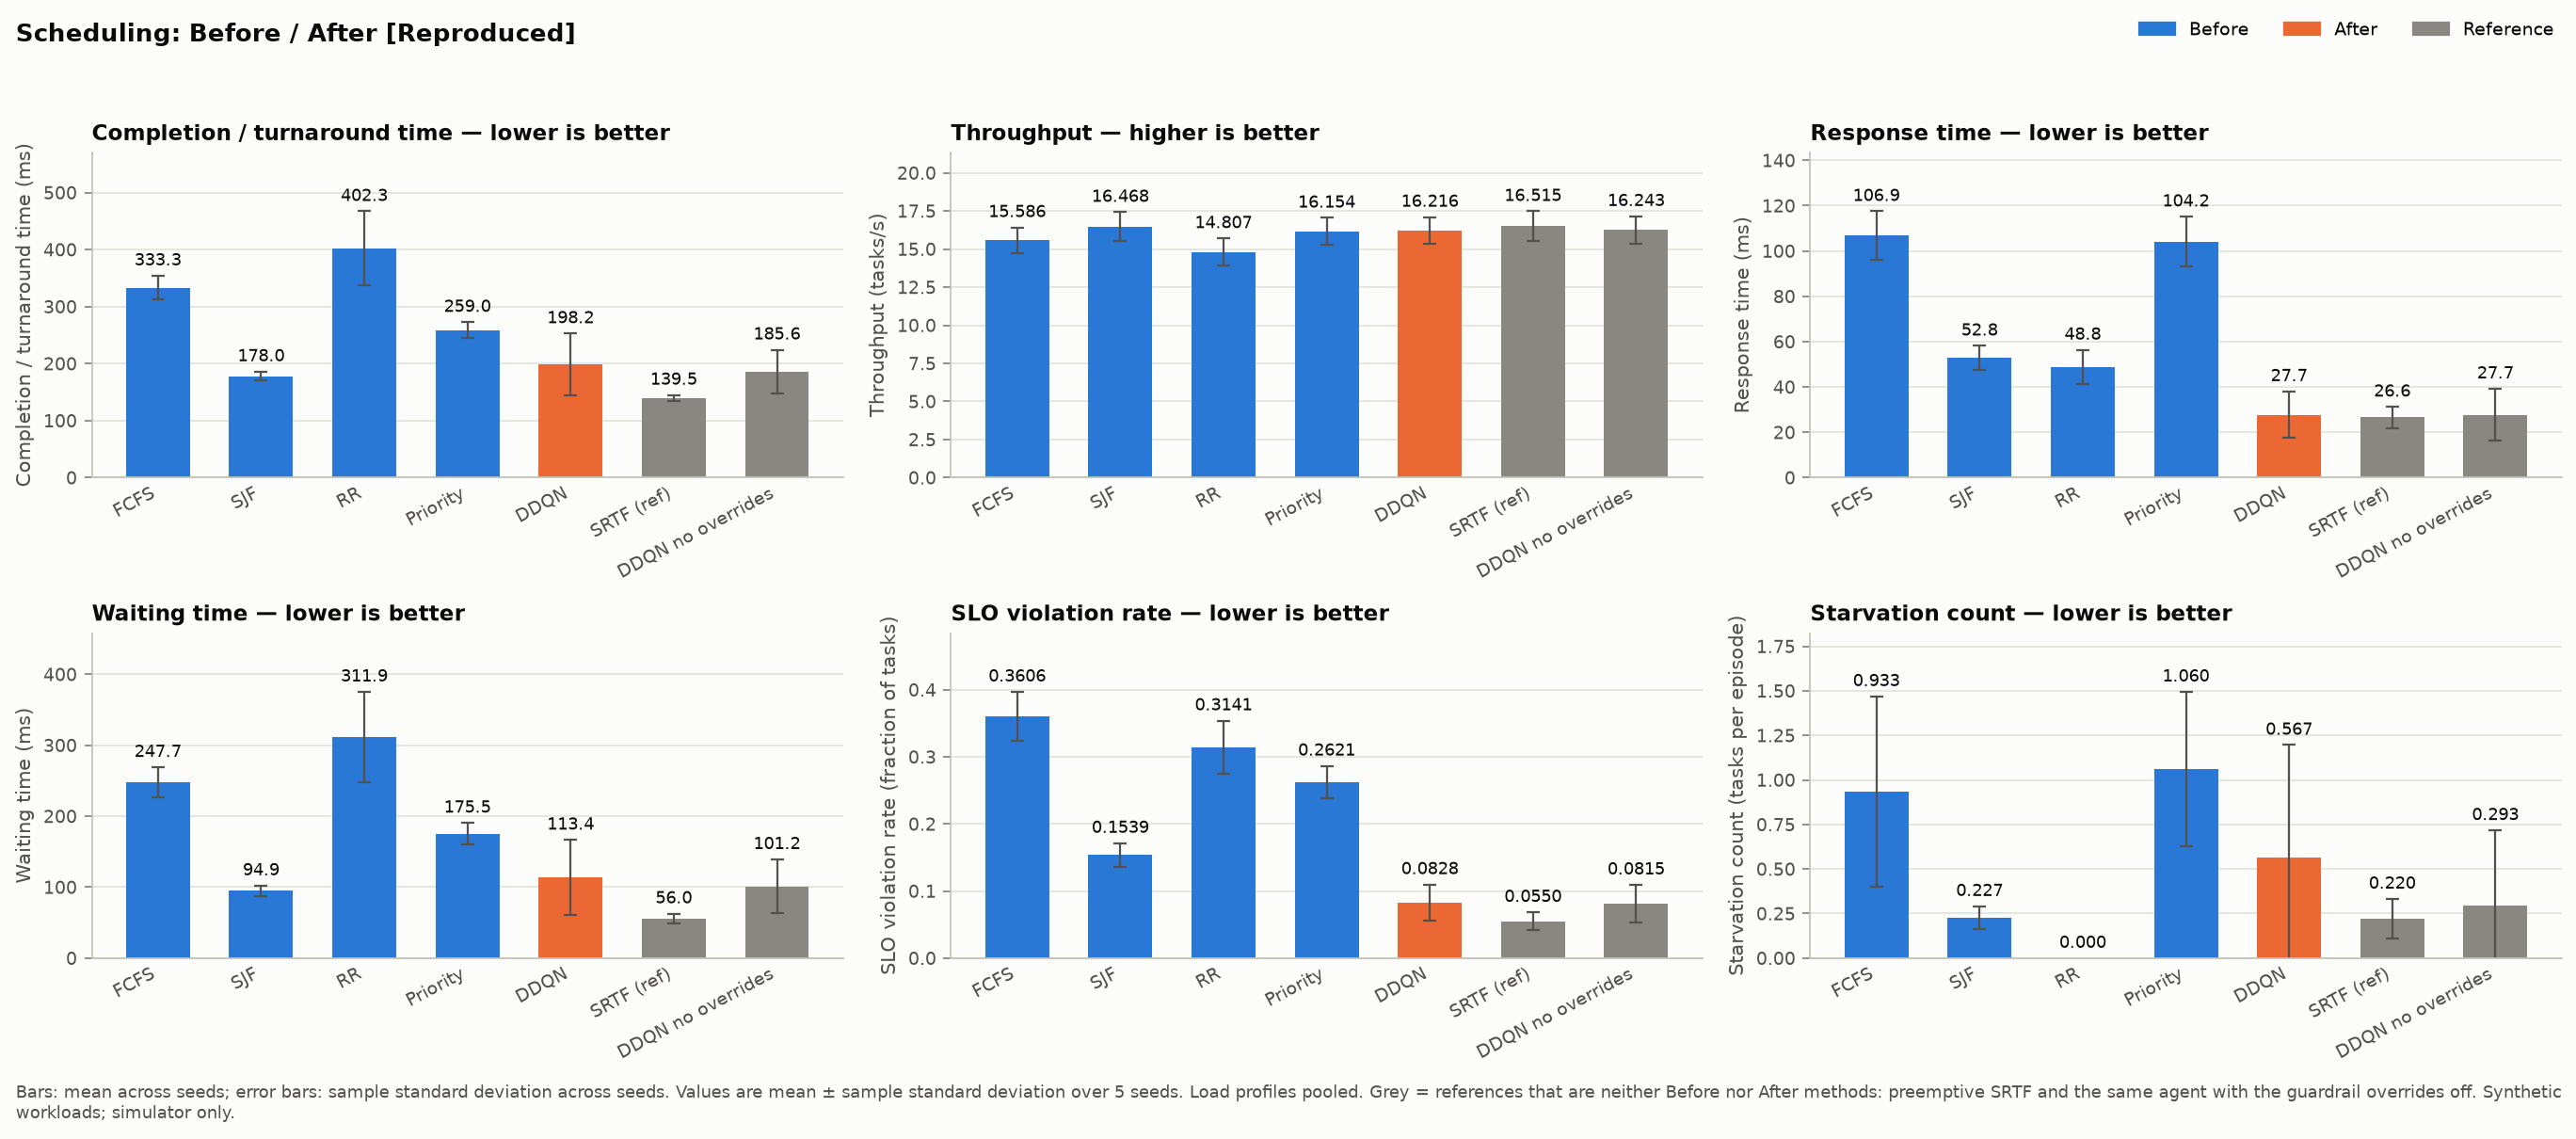 Scheduling: Before / After [Reproduced]
Before
After
Reference
Completion / turnaround time — lower is better
Completion / turnaround time (ms)
500
400
300
200
100
0
333.3
178.0
402.3
259.0
198.2
139.5
185.6
FCFS
SJF
RR
Priority
DDQN
SRTF (ref)
DDQN no overrides
Throughput — higher is better
Throughput (tasks/s)
20.0
17.5
15.0
12.5
10.0
7.5
5.0
2.5
0.0
15.586
16.468
14.807
16.154
16.216
16.515
16.243
FCFS
SJF
RR
Priority
DDQN
SRTF (ref)
DDQN no overrides
Response time — lower is better
Response time (ms)
140
120
100
80
60
40
20
0
106.9
52.8
48.8
104.2
27.7
26.6
27.7
FCFS
SJF
RR
Priority
DDQN
SRTF (ref)
DDQN no overrides
Waiting time — lower is better
Waiting time (ms)
400
300
200
100
0
247.7
94.9
311.9
175.5
113.4
56.0
101.2
FCFS
SJF
RR
Priority
DDQN
SRTF (ref)
DDQN no overrides
SLO violation rate — lower is better
SLO violation rate (fraction of tasks)
0.4
0.3
0.2
0.1
0.0
0.3606
0.1539
0.3141
0.2621
0.0828
0.0550
0.0815
FCFS
SJF
RR
Priority
DDQN
SRTF (ref)
DDQN no overrides
Starvation count — lower is better
Starvation count (tasks per episode)
1.75
1.50
1.25
1.00
0.75
0.50
0.25
0.00
0.933
0.227
0.000
1.060
0.567
0.220
0.293
FCFS
SJF
RR
Priority
DDQN
SRTF (ref)
DDQN no overrides
Bars: mean across seeds; error bars: sample standard deviation across seeds. Values are mean ± sample standard deviation over 5 seeds. Load profiles pooled. Grey = references that are neither Before nor After methods: preemptive SRTF and the same agent with the guardrail overrides off. Synthetic
workloads; simulator only.